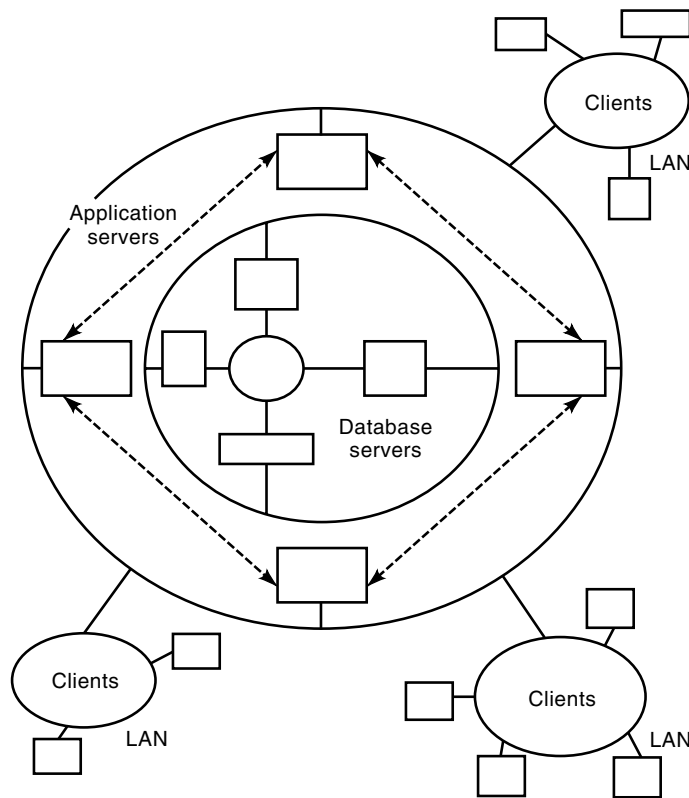 Clients
LAN
Application
servers
Database
servers
Clients
LAN
Clients
LAN